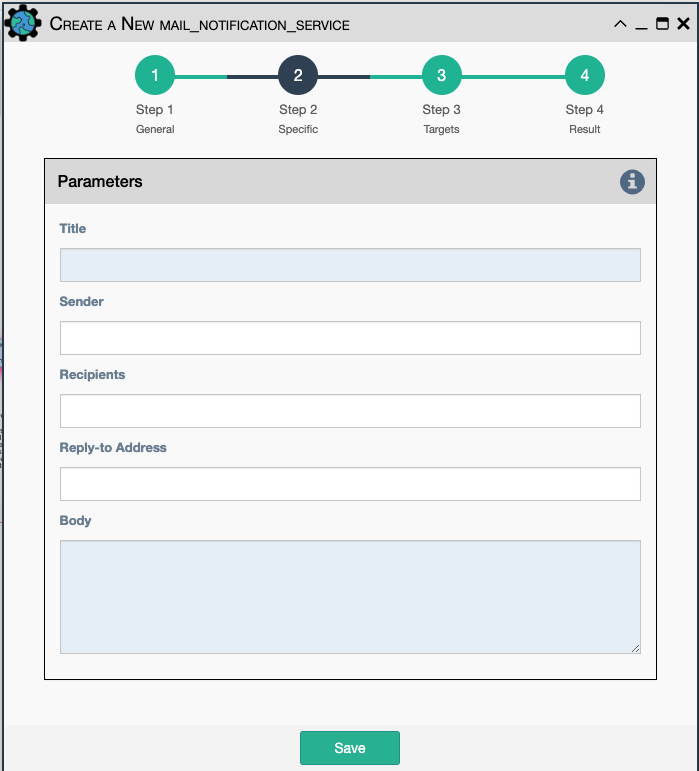 Create a New mail_notification_service
1 2 3 4
Step 1 Step 2 Step 3 Step 4
General Specific Targets Result
Parameters
Title
Sender
Recipients
Reply-to Address
Body
Save